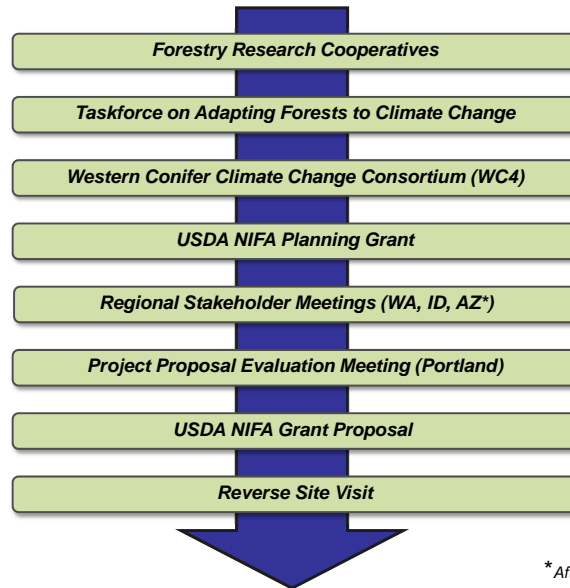 Forestry Research Cooperatives
Taskforce on Adapting Forests to Climate Change
Western Conifer Climate Change Consortium (WC4)
USDA NIFA Planning Grant
Regional Stakeholder Meetings (WA, ID, AZ*)
Project Proposal Evaluation Meeting (Portland)
USDA NIFA Grant Proposal
Reverse Site Visit